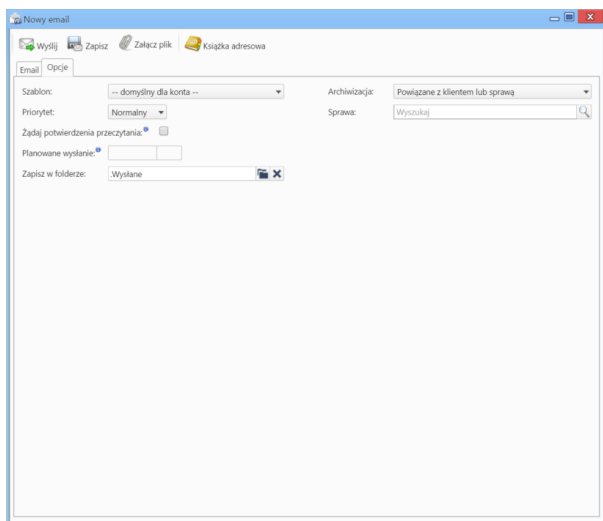 Nowy email
Wyślij Zapisz Załącz plik Książka adresowa
Email Opcje
Szablon: -- domyślny dla konta -- Archiwizacja: Powiązane z klientem lub sprawą
Priorytet: Normalny Sprawa: Wyszukaj
Żądaj potwierdzenia przeczytania:
Planowane wysłanie:
Zapisz w folderze: .Wysłane